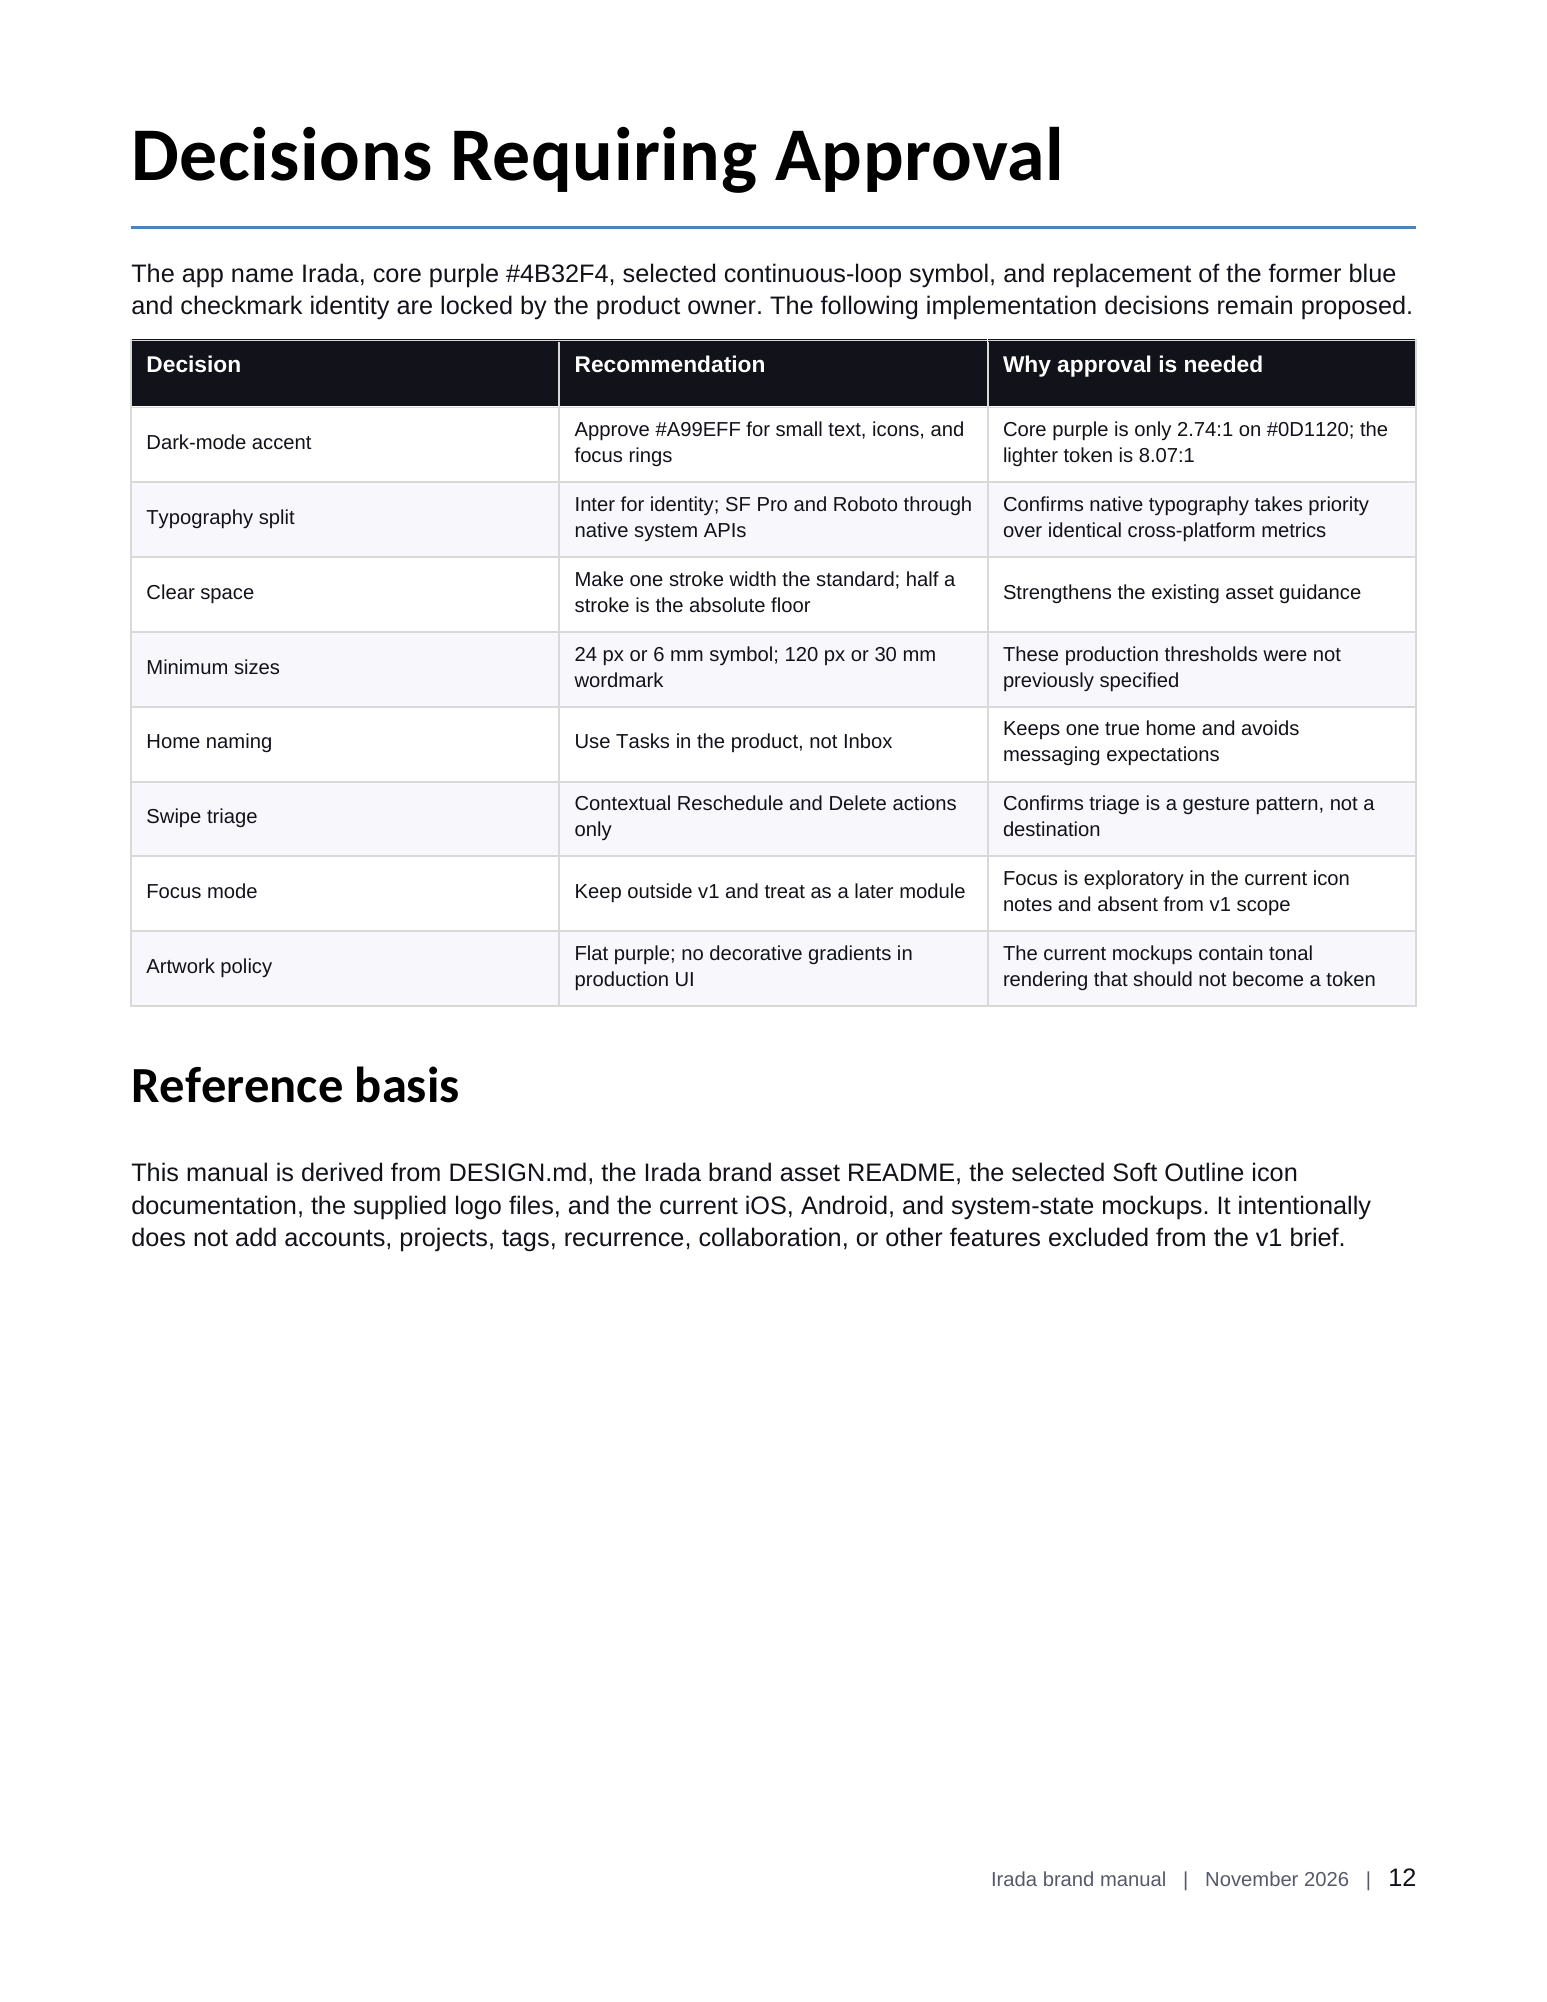 Decisions Requiring Approval
The app name Irada, core purple #4B32F4, selected continuous-loop symbol, and replacement of the former blue
and checkmark identity are locked by the product owner. The following implementation decisions remain proposed.
Decision
Recommendation
Why approval is needed
Dark-mode accent
Approve #A99EFF for small text, icons, and
focus rings
Core purple is only 2.74:1 on #0D1120; the
lighter token is 8.07:1
Typography split
Inter for identity; SF Pro and Roboto through
native system APIs
Confirms native typography takes priority
over identical cross-platform metrics
Clear space
Make one stroke width the standard; half a
stroke is the absolute floor
Strengthens the existing asset guidance
Minimum sizes
24 px or 6 mm symbol; 120 px or 30 mm
wordmark
These production thresholds were not
previously specified
Home naming
Use Tasks in the product, not Inbox
Keeps one true home and avoids
messaging expectations
Swipe triage
Contextual Reschedule and Delete actions
only
Confirms triage is a gesture pattern, not a
destination
Focus mode
Keep outside v1 and treat as a later module
Focus is exploratory in the current icon
notes and absent from v1 scope
Artwork policy
Flat purple; no decorative gradients in
production UI
The current mockups contain tonal
rendering that should not become a token
Reference basis
This manual is derived from DESIGN.md, the Irada brand asset README, the selected Soft Outline icon
documentation, the supplied logo files, and the current iOS, Android, and system-state mockups. It intentionally
does not add accounts, projects, tags, recurrence, collaboration, or other features excluded from the v1 brief.
Irada brand manual | November 2026 | 12